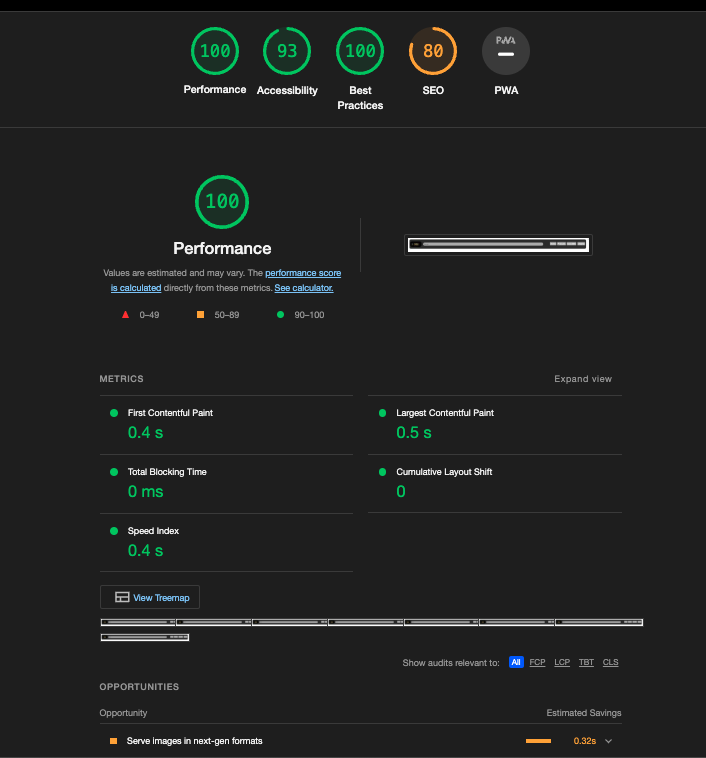 100
93
100
80
PWA
Performance
Accessibility
Best
Practices
SEO
PWA
100
Performance
Values are estimated and may vary. The performance score
is calculated directly from these metrics. See calculator.
0–49
50–89
90–100
METRICS
Expand view
First Contentful Paint
0.4 s
Largest Contentful Paint
0.5 s
Total Blocking Time
0 ms
Cumulative Layout Shift
0
Speed Index
0.4 s
View Treemap
Show audits relevant to: All FCP LCP TBT CLS
OPPORTUNITIES
Opportunity
Estimated Savings
Serve images in next-gen formats
0.32s